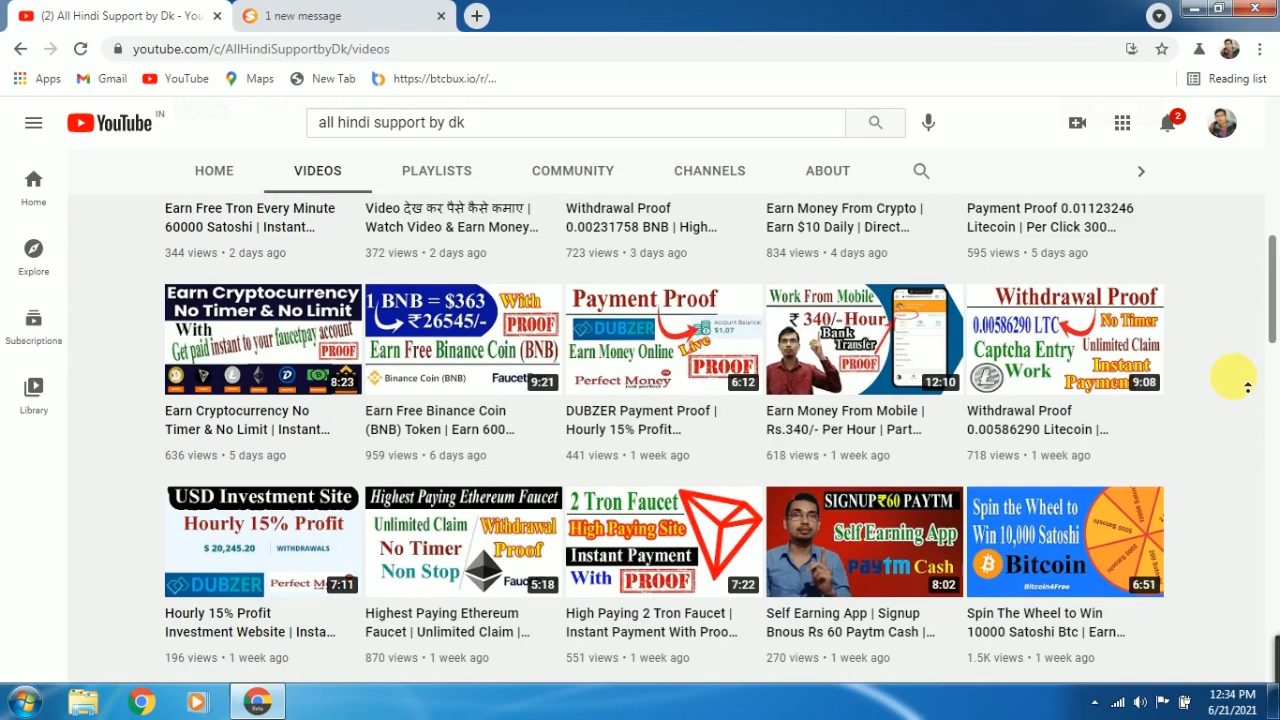 (2) All Hindi Support by Dk - You
1 new message
youtube.com/c/AllHindiSupportbyDk/videos
Apps
Gmail
YouTube
Maps
New Tab
https://btcbux.io/r/...
Reading list
YouTube IN
all hindi support by dk
2
Home
Explore
Subscriptions
Library
HOME
VIDEOS
PLAYLISTS
COMMUNITY
CHANNELS
ABOUT
Earn Free Tron Every Minute
60000 Satoshi | Instant...
344 views • 2 days ago
Video देख कर पैसे कैसे कमाए |
Watch Video & Earn Money...
372 views • 2 days ago
Withdrawal Proof
0.00231758 BNB | High...
723 views • 3 days ago
Earn Money From Crypto |
Earn $10 Daily | Direct...
834 views • 4 days ago
Payment Proof 0.01123246
Litecoin | Per Click 300...
595 views • 5 days ago
Earn Cryptocurrency
No Timer & No Limit
With
Get paid instant to your faucetpay account
PROOF
8:23
Earn Cryptocurrency No
Timer & No Limit | Instant...
636 views • 5 days ago
1 BNB = $363
₹26545/-
With
PROOF
Earn Free Binance Coin (BNB)
Binance Coin (BNB)
Faucet
9:21
Earn Free Binance Coin
(BNB) Token | Earn 600...
959 views • 6 days ago
Payment Proof
DUBZER
Account Balance:
$1.07
Earn Money Online
Live
PROOF
Perfect Money
6:12
DUBZER Payment Proof |
Hourly 15% Profit...
441 views • 1 week ago
Work From Mobile
₹ 340/-Hour
Bank
Transfer
PROOF
12:10
Earn Money From Mobile |
Rs.340/- Per Hour | Part...
618 views • 1 week ago
Withdrawal Proof
0.00586290 LTC
No Timer
Captcha Entry
Work
Unlimited Claim
Instant
Payment
9:08
Withdrawal Proof
0.00586290 Litecoin |...
718 views • 1 week ago
USD Investment Site
Hourly 15% Profit
$ 20,245.20
WITHDRAWALS
DUBZER
Perfect M
7:11
Hourly 15% Profit
Investment Website | Insta...
196 views • 1 week ago
Highest Paying Ethereum Faucet
Unlimited Claim
No Timer
Non Stop
Withdrawal
Proof
Fauc
5:18
Highest Paying Ethereum
Faucet | Unlimited Claim |...
870 views • 1 week ago
2 Tron Faucet
High Paying Site
Instant Payment
With PROOF
7:22
High Paying 2 Tron Faucet |
Instant Payment With Proo...
551 views • 1 week ago
SIGNUP₹60 PAYTM
Self Earning App
PAYTM Cash
8:02
Self Earning App | Signup
Bnous Rs 60 Paytm Cash |...
270 views • 1 week ago
Spin the Wheel to
Win 10,000 Satoshi
Bitcoin
Bitcoin4Free
6:51
Spin The Wheel to Win
10000 Satoshi Btc | Earn...
1.5K views • 1 week ago
Beta
12:34 PM
6/21/2021